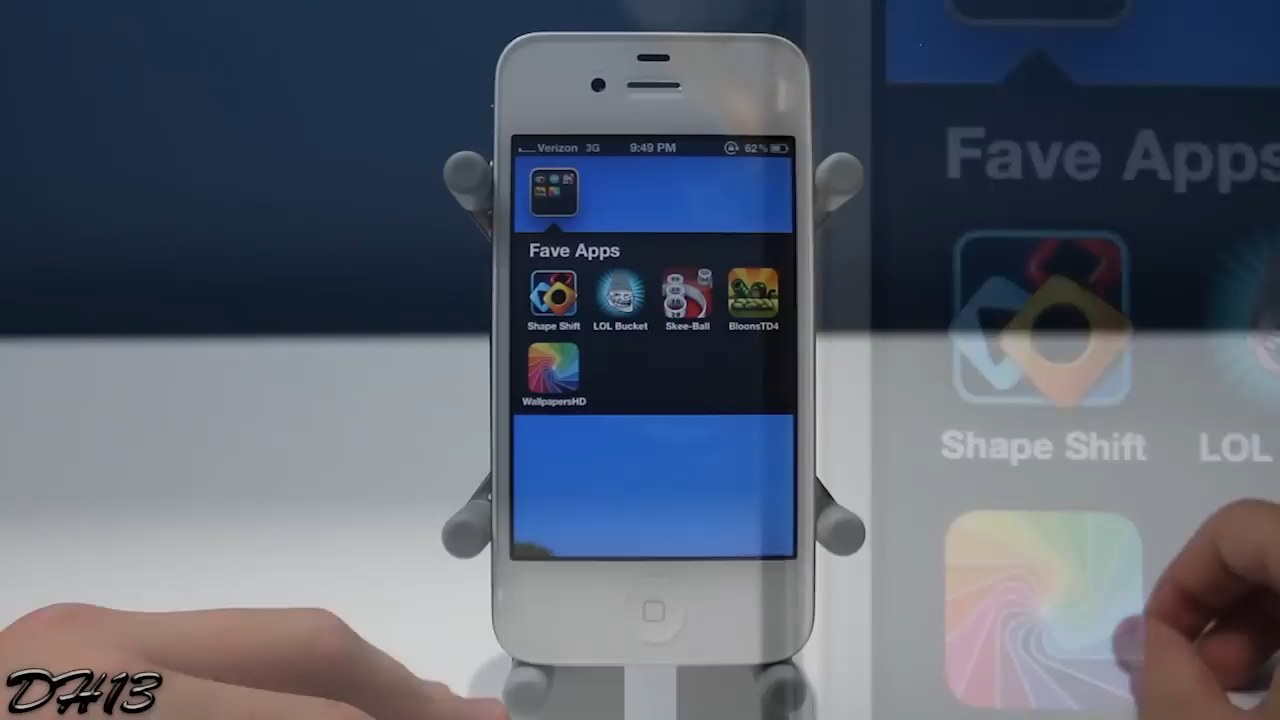 Verizon 3G 9:49 PM 62%
Fave Apps
Shape Shift LOL Bucket Skee-Ball BloonsTD4
WallpapersHD
Fave Apps
Shape Shift LOL
DH13